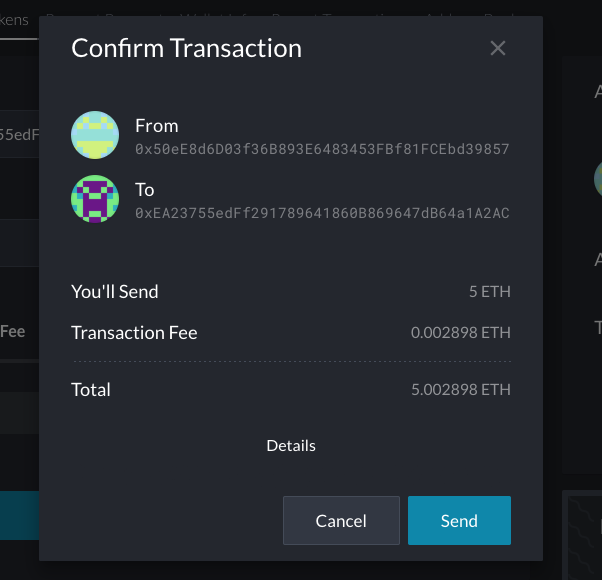 kens
Confirm Transaction
55edF
From
0x50eE8d6D03f36B893E6483453FBf81FCEbd39857
To
0xEA23755edFf291789641860B869647dB64a1A2AC
You'll Send 5 ETH
Fee
Transaction Fee 0.002898 ETH
Total 5.002898 ETH
Details
Cancel Send